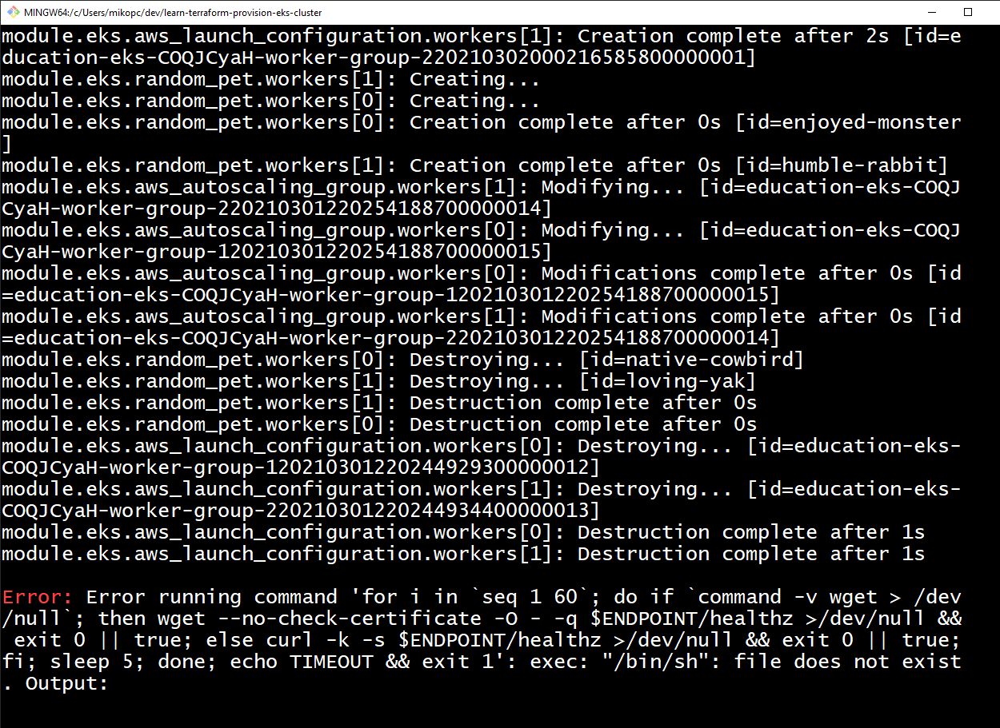 MINGW64:/c/Users/mikopc/dev/learn-terraform-provision-eks-cluster
module.eks.aws_launch_configuration.workers[1]: Creation complete after 2s [id=e
ducation-eks-COQJCyaH-worker-group-220210302000216585800000001]
module.eks.random_pet.workers[1]: Creating...
module.eks.random_pet.workers[0]: Creating...
module.eks.random_pet.workers[0]: Creation complete after 0s [id=enjoyed-monster
]
module.eks.random_pet.workers[1]: Creation complete after 0s [id=humble-rabbit]
module.eks.aws_autoscaling_group.workers[1]: Modifying... [id=education-eks-COQJ
CyaH-worker-group-220210301220254188700000014]
module.eks.aws_autoscaling_group.workers[0]: Modifying... [id=education-eks-COQJ
CyaH-worker-group-120210301220254188700000015]
module.eks.aws_autoscaling_group.workers[0]: Modifications complete after 0s [id
=education-eks-COQJCyaH-worker-group-120210301220254188700000015]
module.eks.aws_autoscaling_group.workers[1]: Modifications complete after 0s [id
=education-eks-COQJCyaH-worker-group-220210301220254188700000014]
module.eks.random_pet.workers[0]: Destroying... [id=native-cowbird]
module.eks.random_pet.workers[1]: Destroying... [id=loving-yak]
module.eks.random_pet.workers[1]: Destruction complete after 0s
module.eks.random_pet.workers[0]: Destruction complete after 0s
module.eks.aws_launch_configuration.workers[0]: Destroying... [id=education-eks-
COQJCyaH-worker-group-120210301220244929300000012]
module.eks.aws_launch_configuration.workers[1]: Destroying... [id=education-eks-
COQJCyaH-worker-group-220210301220244934400000013]
module.eks.aws_launch_configuration.workers[0]: Destruction complete after 1s
module.eks.aws_launch_configuration.workers[1]: Destruction complete after 1s
Error: Error running command 'for i in `seq 1 60`; do if `command -v wget > /dev
/null`; then wget --no-check-certificate -O - -q $ENDPOINT/healthz >/dev/null &&
 exit 0 || true; else curl -k -s $ENDPOINT/healthz >/dev/null && exit 0 || true;
fi; sleep 5; done; echo TIMEOUT && exit 1': exec: "/bin/sh": file does not exist
. Output: